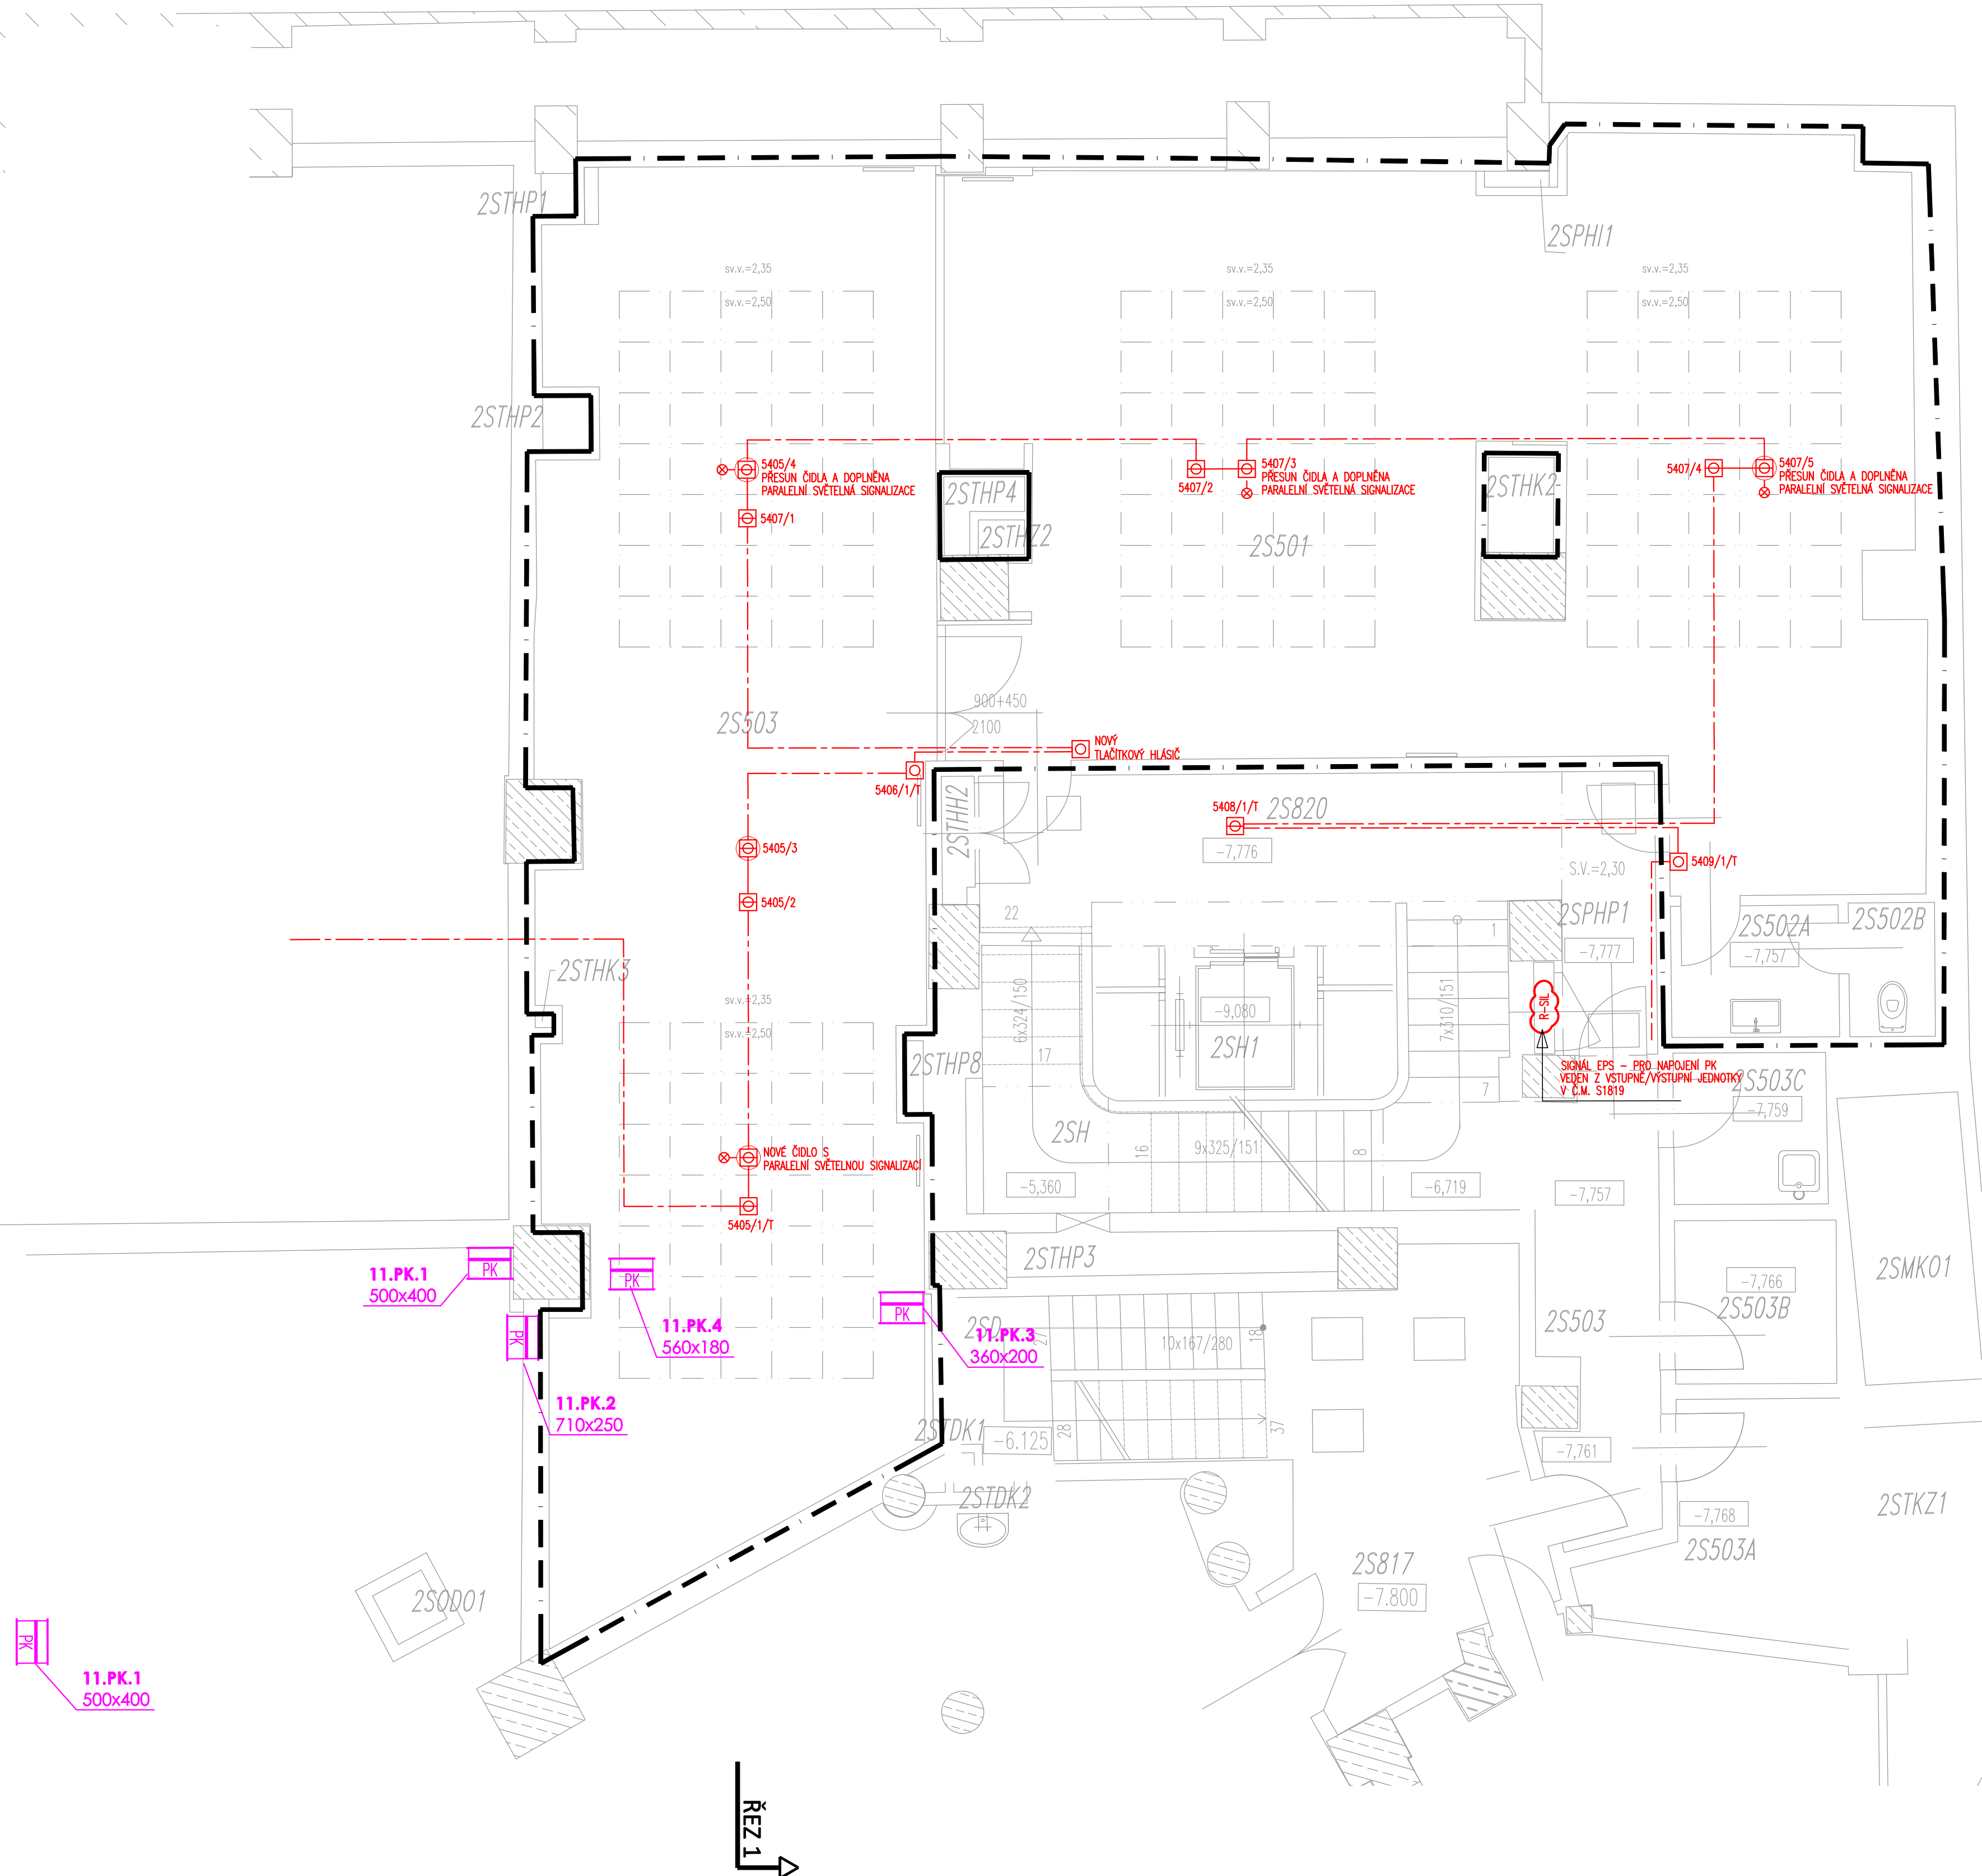 2STHP1
2SPHI1
sv.v.=2,35
sv.v.=2,50
sv.v.=2,35
sv.v.=2,50
sv.v.=2,35
sv.v.=2,50
2STHP2
5405/4
PŘESUN ČIDLA A DOPLNĚNA
PARALELNÍ SVĚTELNÁ SIGNALIZACE
5407/1
5407/2
5407/3
PŘESUN ČIDLA A DOPLNĚNA
PARALELNÍ SVĚTELNÁ SIGNALIZACE
5407/4
5407/5
PŘESUN ČIDLA A DOPLNĚNA
PARALELNÍ SVĚTELNÁ SIGNALIZACE
2STHP4
2STHZ2
2STHK2
2S501
900+450
2100
2S503
NOVÝ
TLAČÍTKOVÝ HLÁSIČ
5406/1/T
2STHH2
5408/1/T
2S820
-7,776
5409/1/T
S.V.=2,30
5405/3
5405/2
22
1
2SPHP1
-7,777
2S502A
-7,757
2S502B
2STHK3
sv.v.=2,35
sv.v.=2,50
6x324/150
17
-9,080
2SH1
7x310/151
7
R-SIL
SIGNÁL EPS - PRO NAPOJENÍ PK
VEDEN Z VSTUPNĚ/VÝSTUPNÍ JEDNOTKY
V Č.M. S1819
2S503C
-7,759
2STHP8
2SH
16
9x325/151
8
NOVÉ ČIDLO S
PARALELNÍ SVĚTELNOU SIGNALIZACÍ
5405/1/T
-5,360
-6,719
-7,757
2STHP3
11.PK.1
500x400
PK
PK
PK
PK
11.PK.4
560x180
11.PK.3
360x200
2SD
27
10x167/280
18
2S503
-7,766
2S503B
2SMK01
11.PK.2
710x250
2STDK1
-6.125
28
37
-7,761
2STDK2
2STKZ1
-7,768
2S503A
2S817
-7.800
2SODO1
PK
11.PK.1
500x400
ŘEZ 1